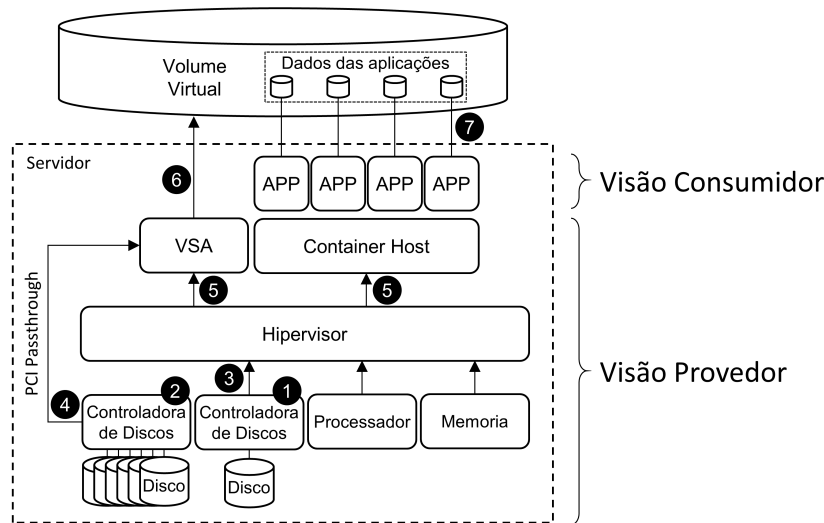 Volume
Virtual
Dados das aplicações
7
Servidor
6
APP APP APP APP
Visão Consumidor
VSA
Container Host
5 5
PCI Passthrough
Hipervisor
Visão Provedor
4 2 3 1
Controladora
de Discos
Controladora
de Discos
Processador
Memoria
Disco
Disco